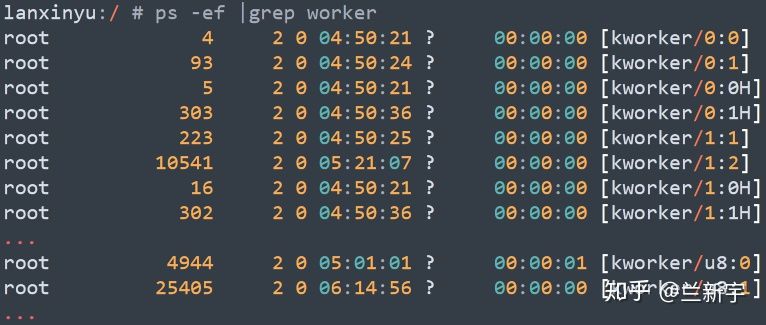 lanxinyu:/ # ps -ef |grep worker
root 4 2 0 04:50:21 ? 00:00:00 [kworker/0:0]
root 93 2 0 04:50:24 ? 00:00:00 [kworker/0:1]
root 5 2 0 04:50:21 ? 00:00:00 [kworker/0:0H]
root 303 2 0 04:50:36 ? 00:00:00 [kworker/0:1H]
root 223 2 0 04:50:25 ? 00:00:00 [kworker/1:1]
root 10541 2 0 05:21:07 ? 00:00:00 [kworker/1:2]
root 16 2 0 04:50:21 ? 00:00:00 [kworker/1:0H]
root 302 2 0 04:50:36 ? 00:00:00 [kworker/1:1H]
...
root 4944 2 0 05:01:01 ? 00:00:01 [kworker/u8:0]
root 25405 2 0 06:14:56 ? 00:00:00
知乎 @兰新宇
...